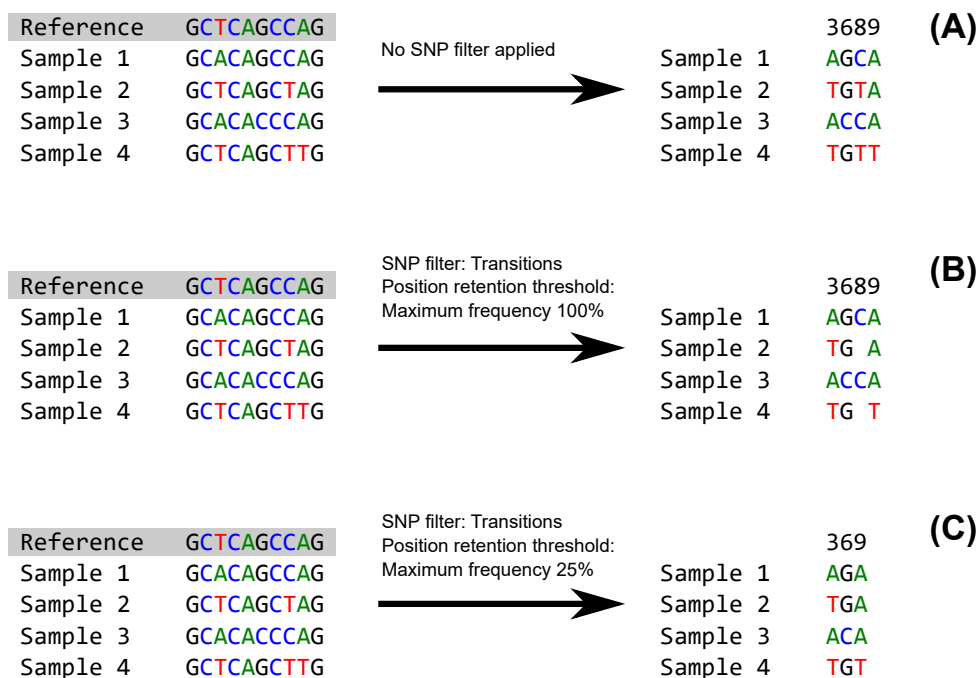 Reference GCTCAGCCAG 3689 (A)
Sample 1 GCACAGCCAG No SNP filter applied Sample 1 AGCA
Sample 2 GCTCAGCTAG Sample 2 TGTA
Sample 3 GCACACCCAG Sample 3 ACCA
Sample 4 GCTCAGCTTG Sample 4 TGTT
SNP filter: Transitions (B)
Reference GCTCAGCCAG Position retention threshold: 3689
Sample 1 GCACAGCCAG Maximum frequency 100% Sample 1 AGCA
Sample 2 GCTCAGCTAG Sample 2 TG A
Sample 3 GCACACCCAG Sample 3 ACCA
Sample 4 GCTCAGCTTG Sample 4 TG T
SNP filter: Transitions (C)
Reference GCTCAGCCAG Position retention threshold: 369
Sample 1 GCACAGCCAG Maximum frequency 25% Sample 1 AGA
Sample 2 GCTCAGCTAG Sample 2 TGA
Sample 3 GCACACCCAG Sample 3 ACA
Sample 4 GCTCAGCTTG Sample 4 TGT